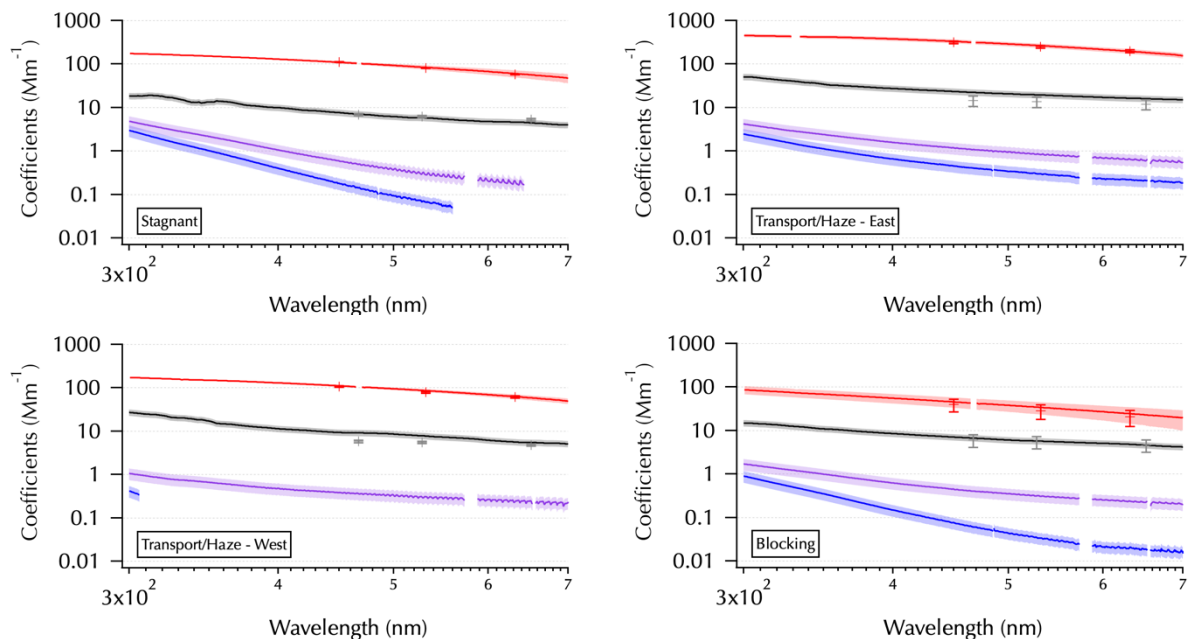 1000
100
10
1
0.1
0.01
Coefficients (Mm⁻¹)
Stagnant
3x10²
4
5
6
7
Wavelength (nm)
1000
100
10
1
0.1
0.01
Coefficients (Mm⁻¹)
Transport/Haze - East
3x10²
4
5
6
7
Wavelength (nm)
1000
100
10
1
0.1
0.01
Coefficients (Mm⁻¹)
Transport/Haze - West
3x10²
4
5
6
7
Wavelength (nm)
1000
100
10
1
0.1
0.01
Coefficients (Mm⁻¹)
Blocking
3x10²
4
5
6
7
Wavelength (nm)